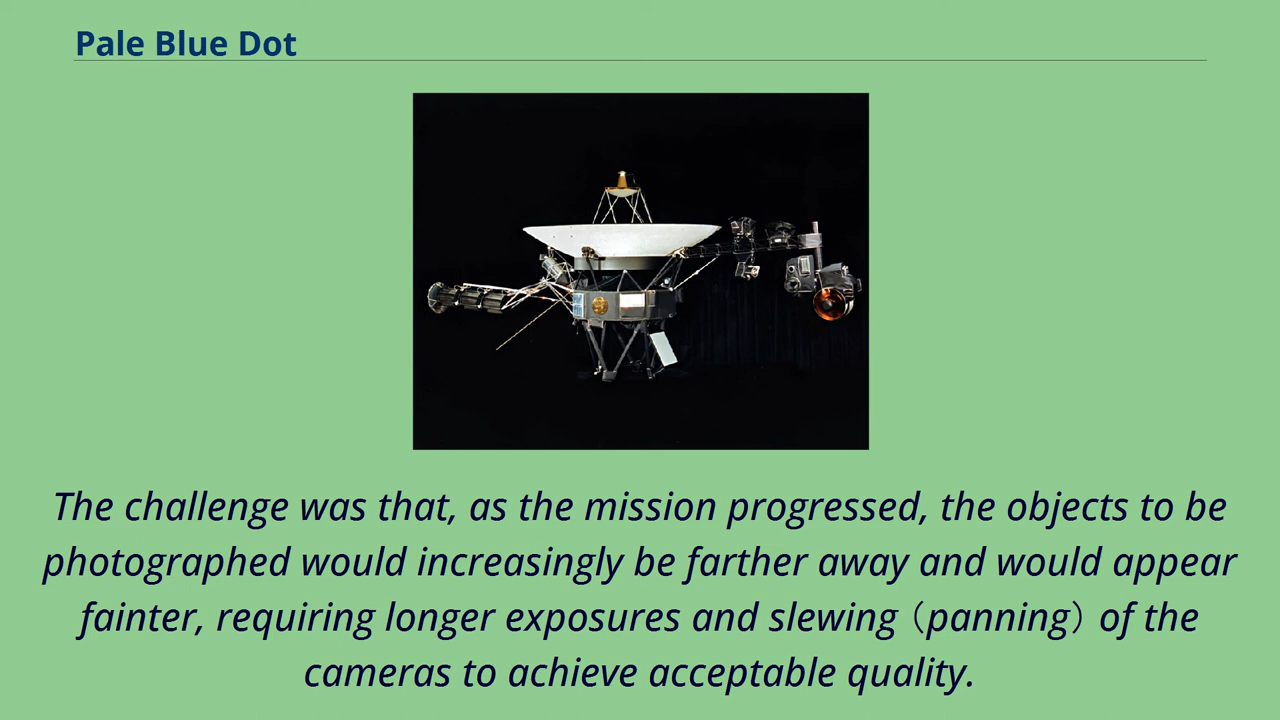 Pale Blue Dot
The challenge was that, as the mission progressed, the objects to be
photographed would increasingly be farther away and would appear
fainter, requiring longer exposures and slewing（panning）of the
cameras to achieve acceptable quality.